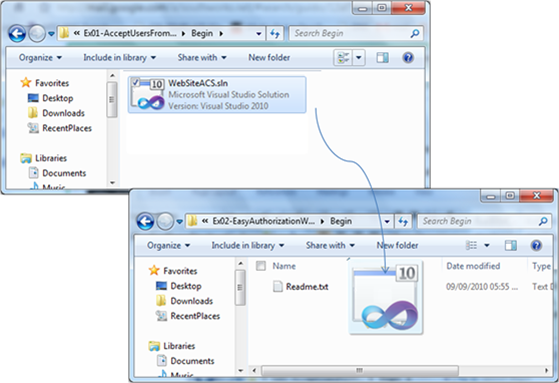 « Ex01-AcceptUsersFrom... ▸ Begin ▸
Search Begin
Organize ▾ Include in library ▾ Share with ▾ New folder
Favorites
Desktop
Downloads
RecentPlaces
Libraries
Documents
Music
10
WebSiteACS.sln
Microsoft Visual Studio Solution
Version: Visual Studio 2010
« Ex02-EasyAuthorizationW... ▸ Begin ▸
Search Begin
Organize ▾ Include in library ▾ Share with ▾ New folder
Favorites
Desktop
Downloads
RecentPlaces
Libraries
Documents
Music
Name Date modified Type
Readme.txt 09/09/2010 05:55 ... Text D
10